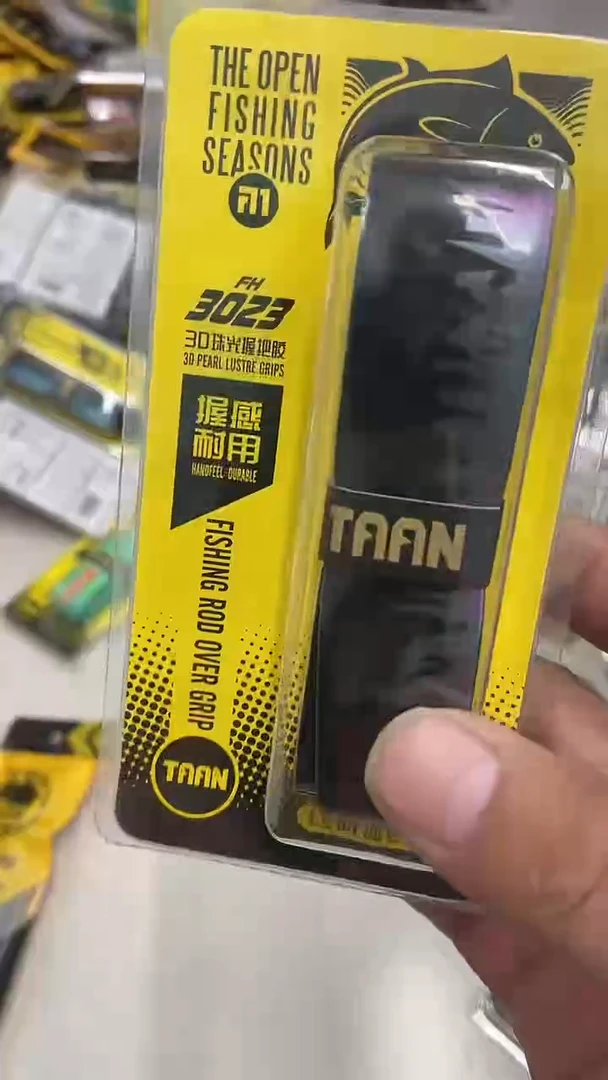 THE OPEN
FISHING
SEASONS
FH
3023
3D珠光握把胶
3D PEARL LUSTRE GRIPS
握感
耐用
HANDFEEL DURABLE
TAAN
FISHING ROD OVER GRIP
TAAN